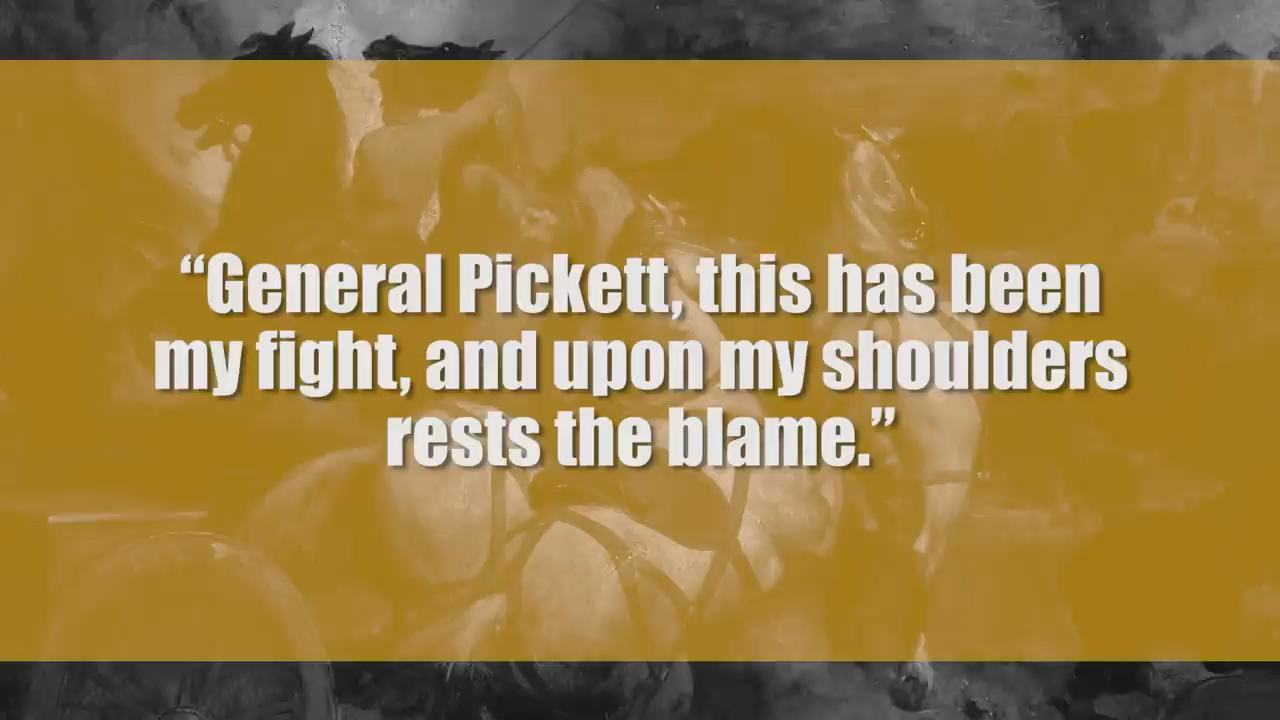 “General Pickett, this has been
my fight, and upon my shoulders
rests the blame.”